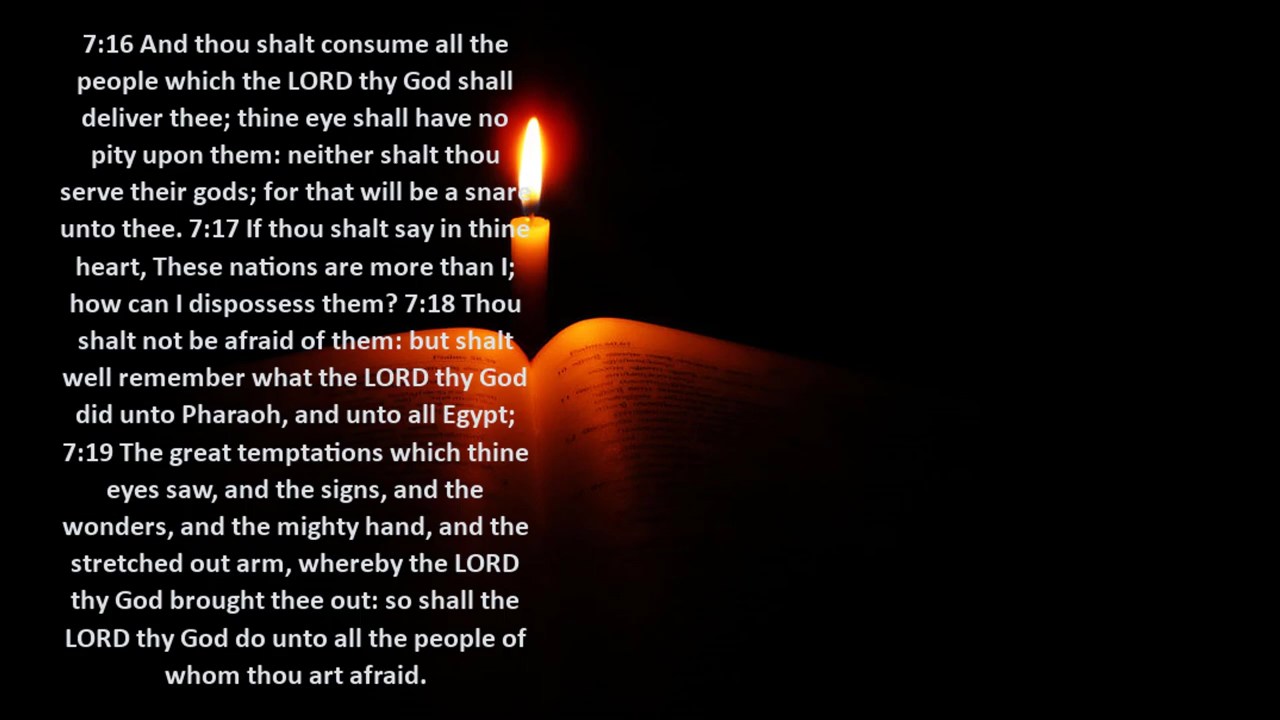 7:16 And thou shalt consume all the
people which the LORD thy God shall
deliver thee; thine eye shall have no
pity upon them: neither shalt thou
serve their gods; for that will be a snare
unto thee. 7:17 If thou shalt say in thine
heart, These nations are more than I;
how can I dispossess them? 7:18 Thou
shalt not be afraid of them: but shalt
well remember what the LORD thy God
did unto Pharaoh, and unto all Egypt;
7:19 The great temptations which thine
eyes saw, and the signs, and the
wonders, and the mighty hand, and the
stretched out arm, whereby the LORD
thy God brought thee out: so shall the
LORD thy God do unto all the people of
whom thou art afraid.